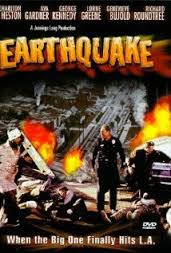 HARLTON AVA GEORGE LORNE GENEVIEVE RICHARD
HESTON GARDNER KENNEDY GREENE BUJOLD ROUNDTREE
A Jennings Lang Production
EARTHQUAKE
DVD
When the Big One Finally Hits L.A.